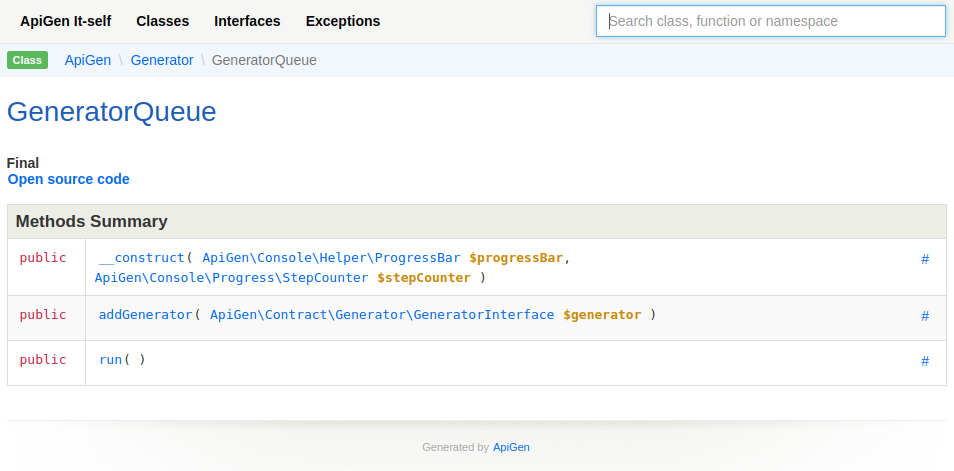 ApiGen It-self Classes Interfaces Exceptions Search class, function or namespace
Class ApiGen \ Generator \ GeneratorQueue
GeneratorQueue
Final
Open source code
Methods Summary
public __construct( ApiGen\Console\Helper\ProgressBar $progressBar, #
ApiGen\Console\Progress\StepCounter $stepCounter )
public addGenerator( ApiGen\Contract\Generator\GeneratorInterface $generator ) #
public run( ) #
Generated by ApiGen